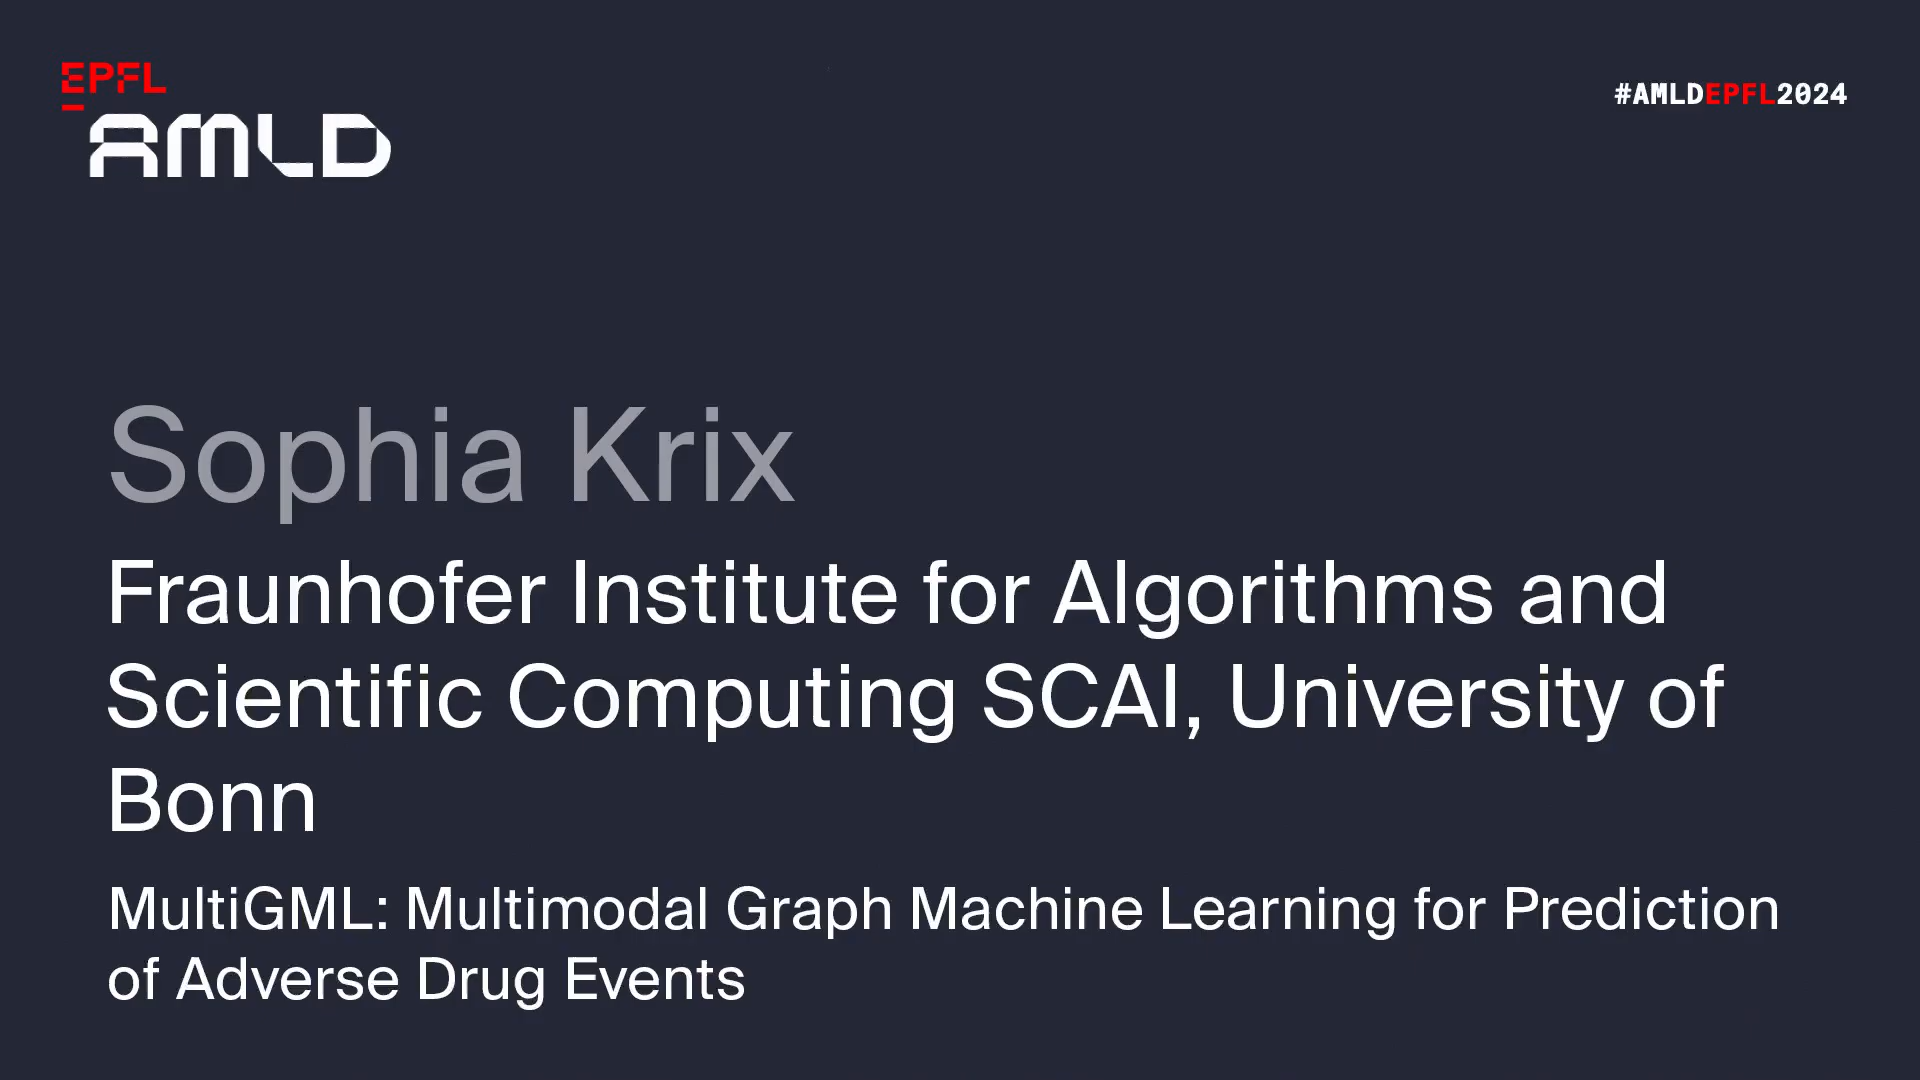 EPFL
AMLD
#AMLDEPFL2024
Sophia Krix
Fraunhofer Institute for Algorithms and
Scientific Computing SCAI, University of
Bonn
MultiGML: Multimodal Graph Machine Learning for Prediction
of Adverse Drug Events